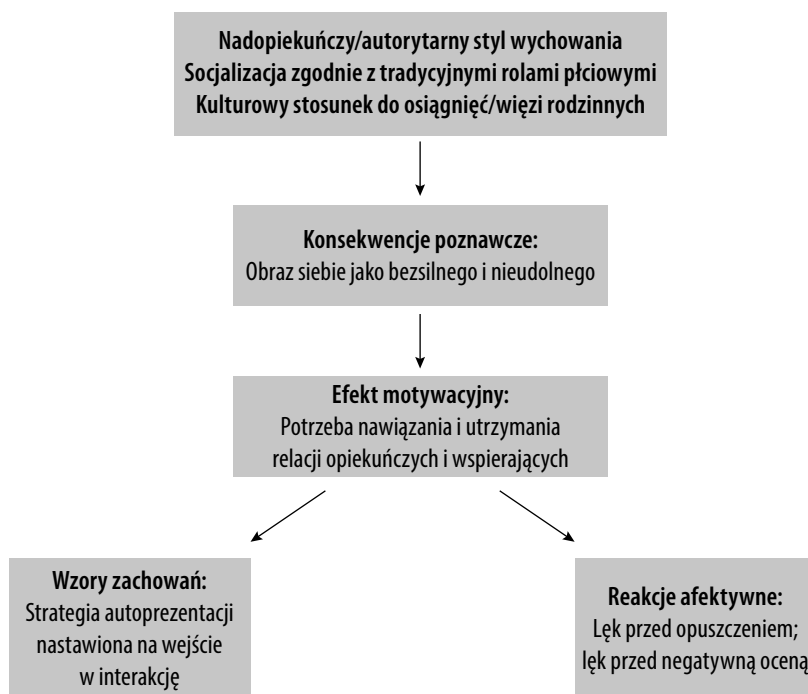 Nadopiekuńczy/autorytarny styl wychowania
Socjalizacja zgodnie z tradycyjnymi rolami płciowymi
Kulturowy stosunek do osiągnięć/więzi rodzinnych
Konsekwencje poznawcze:
Obraz siebie jako bezsilnego i nieudolnego
Efekt motywacyjny:
Potrzeba nawiązania i utrzymania
relacji opiekuńczych i wspierających
Wzory zachowań:
Strategia autoprezentacji
nastawiona na wejście
w interakcję
Reakcje afektywne:
Lęk przed opuszczeniem;
lęk przed negatywną oceną